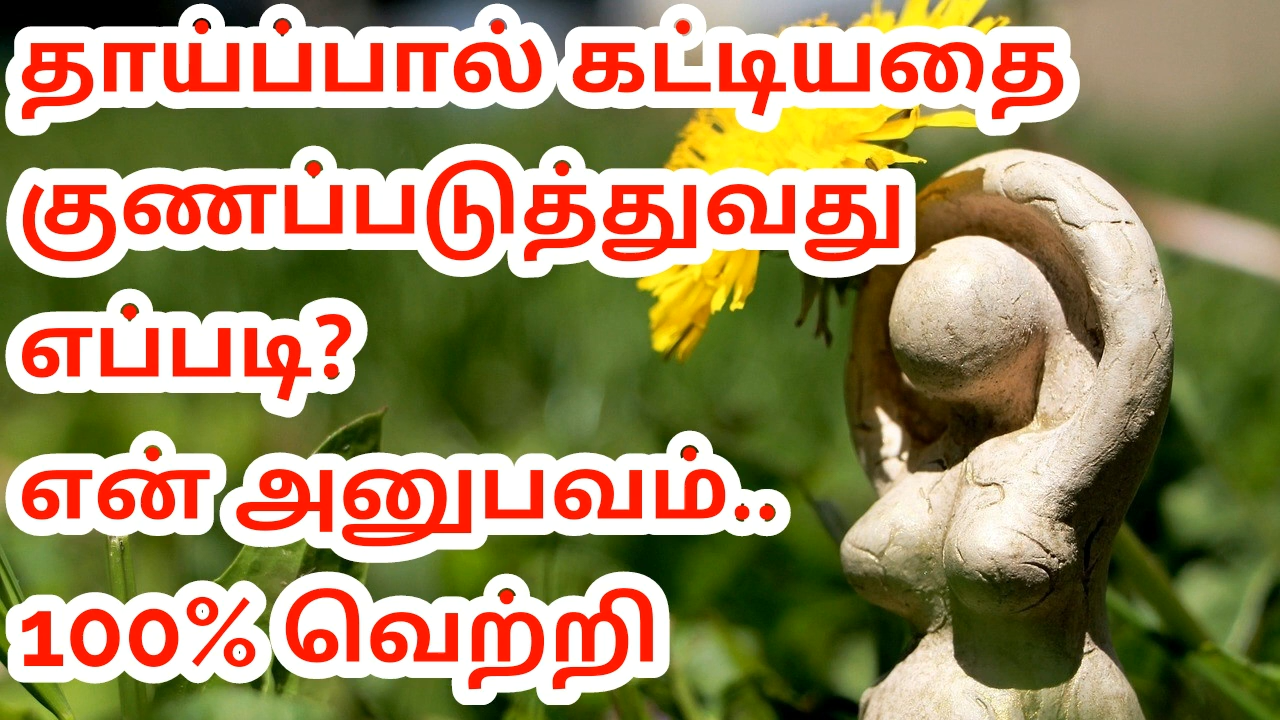 தாய்ப்பால் கட்டியதை
குணப்படுத்துவது
எப்படி?
என் அனுபவம்..
100% வெற்றி